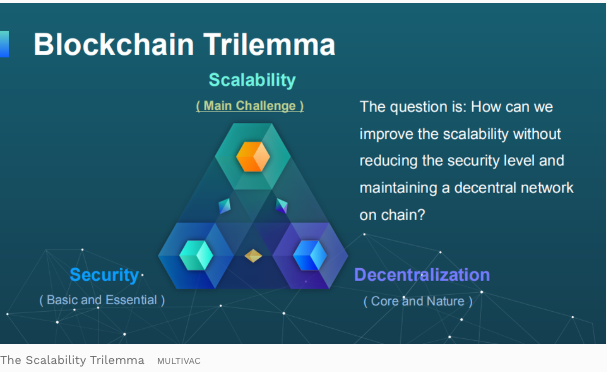 Blockchain Trilemma
Scalability
( Main Challenge )
The question is: How can we
improve the scalability without
reducing the security level and
maintaining a decentral network
on chain?
Security
( Basic and Essential )
Decentralization
( Core and Nature )
The Scalability Trilemma MULTIVAC